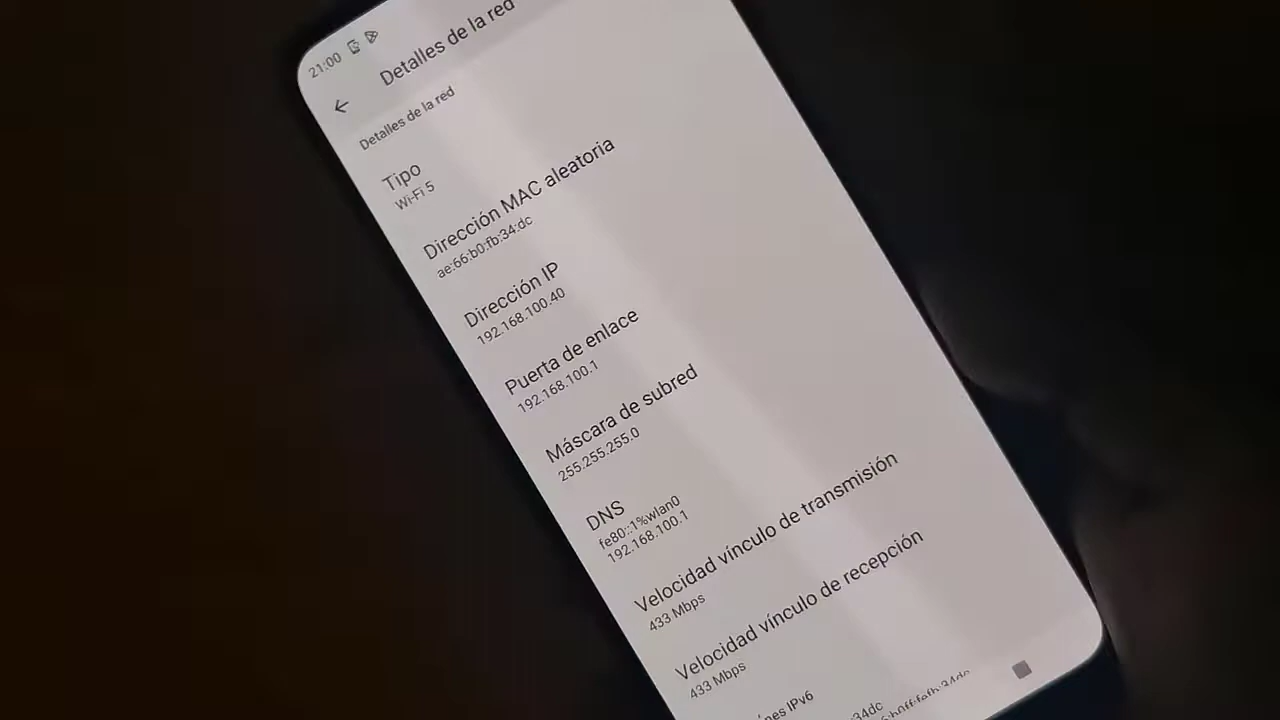 21:00
Detalles de la red
Detalles de la red
Tipo
Wi-Fi 5
Dirección MAC aleatoria
ae:66:b0:fb:34:dc
Dirección IP
192.168.100.40
Puerta de enlace
192.168.100.1
Máscara de subred
255.255.255.0
DNS
fe80::1%wlan0
192.168.100.1
Velocidad vínculo de transmisión
433 Mbps
Velocidad vínculo de recepción
433 Mbps
IPv6